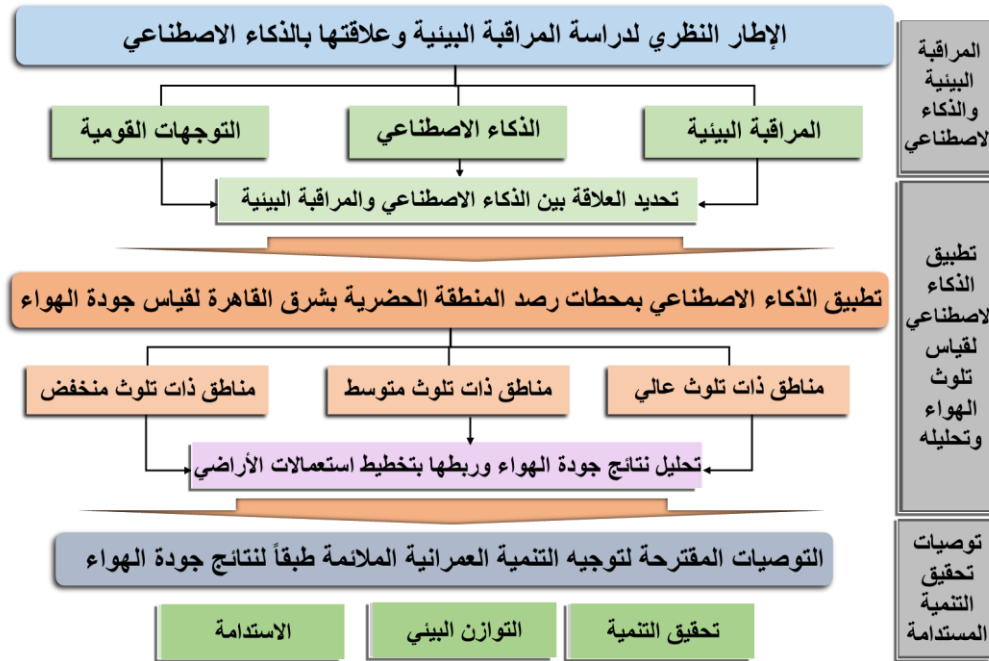 الإطار النظري لدراسة المراقبة البيئية وعلاقتها بالذكاء الاصطناعي
المراقبة
البيئية
والذكاء
الاصطناعي
المراقبة البيئية
الذكاء الاصطناعي
التوجهات القومية
تحديد العلاقة بين الذكاء الاصطناعي والمراقبة البيئية
تطبيق الذكاء الاصطناعي بمحطات رصد المنطقة الحضرية بشرق القاهرة لقياس جودة الهواء
تطبيق
الذكاء
الاصطناعي
لقياس
تلوث
الهواء
وتحليله
مناطق ذات تلوث عالي
مناطق ذات تلوث متوسط
مناطق ذات تلوث منخفض
تحليل نتائج جودة الهواء وربطها بتخطيط استعمالات الأراضي
التوصيات المقترحة لتوجيه التنمية العمرانية الملائمة طبقاً لنتائج جودة الهواء
توصيات
تحقيق
التنمية
المستدامة
تحقيق التنمية
التوازن البيئي
الاستدامة